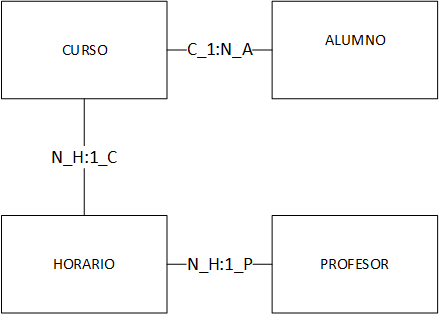 CURSO
C_1:N_A
ALUMNO
N_H:1_C
HORARIO
N_H:1_P
PROFESOR